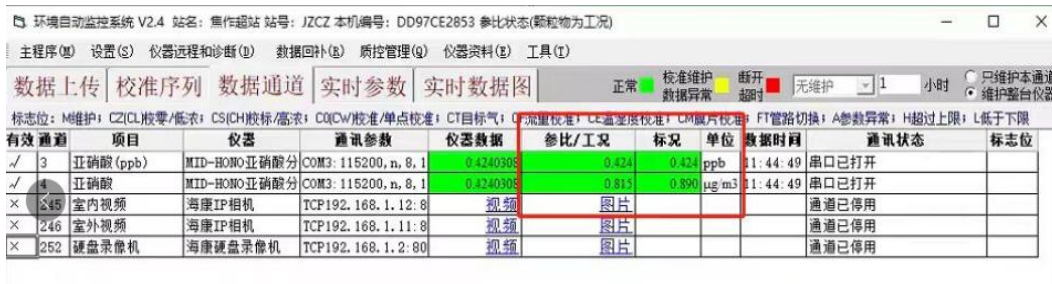 环境自动监控系统 V2.4 站名：焦作超站 站号：JZCZ 本机编号：DD97CE2853 参比状态(颗粒物为工况)
主程序(M) 设置(S) 仪器远程和诊断(D) 数据回补(B) 质控管理(Q) 仪器资料(E) 工具(I)
数据上传 校准序列 数据通道 实时参数 实时数据图 正常 校准维护 数据异常 断开 超时 无维护 1 小时 只维护本通道 维护整台仪
标志位：M维护；CZ(CL)校零/低浓；CS(CH)校标/高浓；CQ(CW)校准/单点校准；CT目标气；CF流量校准；CE温湿度校准；CM膜片校准；FT管路切换；A参数异常；H超过上限；L低于下限
有效 通道 项目 仪器 通讯参数 仪器数据 参比/工况 标况 单位 数据时间 通讯状态 标志位
√ 3 亚硝酸(ppb) MID-HONO亚硝酸分 COM3:115200,n,8,1 0.4240308 0.424 0.424 ppb 11:44:49 串口已打开
√ 4 亚硝酸 MID-HONO亚硝酸分 COM3:115200,n,8,1 0.4240308 0.815 0.890 μg/m3 11:44:49 串口已打开
× 245 室内视频 海康IP相机 TCP192.168.1.12:8 视频 图片 通道已停用
× 246 室外视频 海康IP相机 TCP192.168.1.11:8 视频 图片 通道已停用
× 252 硬盘录像机 海康硬盘录像机 TCP192.168.1.2:80 视频 图片 通道已停用